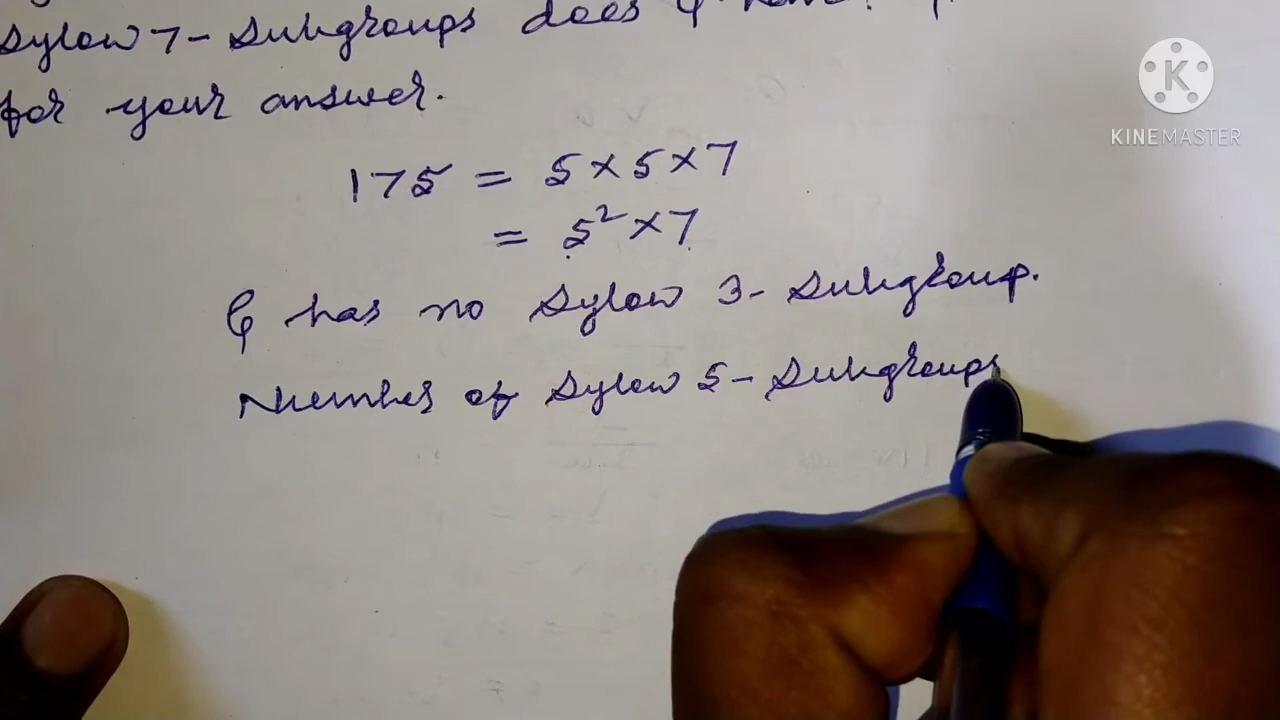 Sylow 7 - Subgroups does G
for your answer.
KINEMASTER
175 = 5 × 5 × 7
= 5² × 7
G has no Sylow 3 - Subgroup.
Number of Sylow 5 - Subgroups